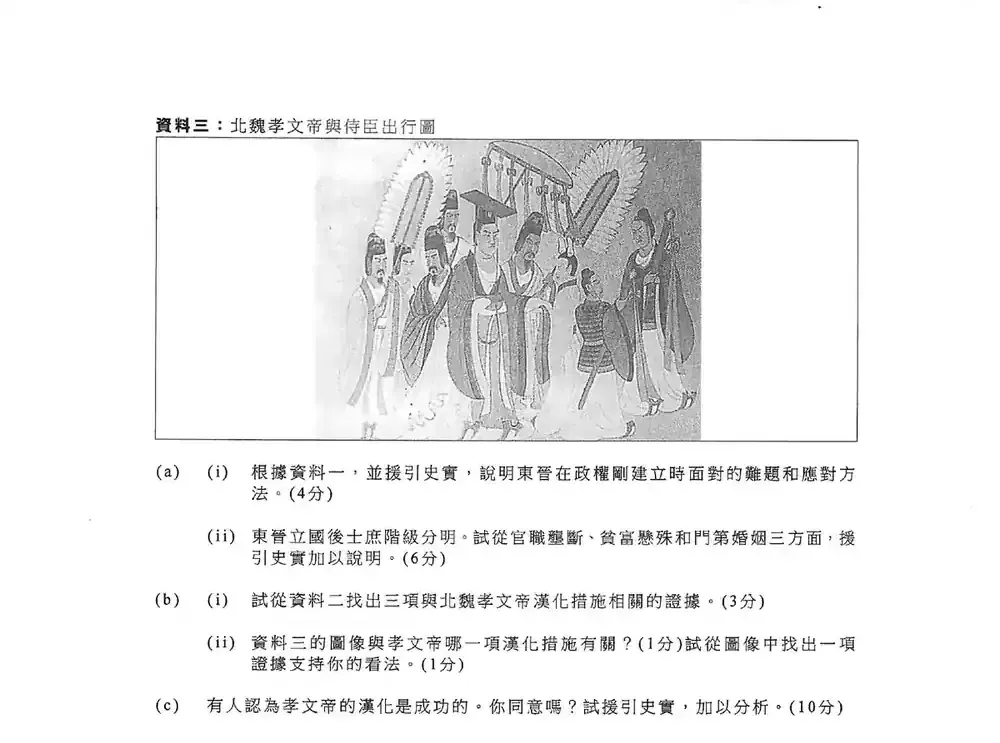 資料三：北魏孝文帝與侍臣出行圖
(a) (i) 根據資料一，並援引史實，說明東晉在政權剛建立時面對的難題和應對方
法。(4分)
(ii) 東晉立國後士庶階級分明。試從官職壟斷、貧富懸殊和門第婚姻三方面，援
引史實加以說明。(6分)
(b) (i) 試從資料二找出三項與北魏孝文帝漢化措施相關的證據。(3分)
(ii) 資料三的圖像與孝文帝哪一項漢化措施有關？(1分)試從圖像中找出一項
證據支持你的看法。(1分)
(c) 有人認為孝文帝的漢化是成功的。你同意嗎？試援引史實，加以分析。(10分)